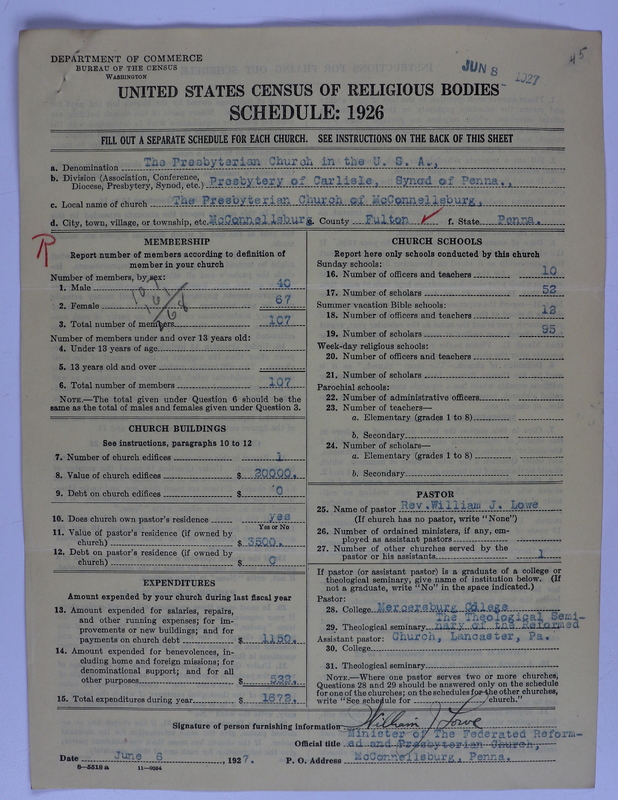 DEPARTMENT OF COMMERCE
BUREAU OF THE CENSUS
WASHINGTON
JUN 8 1927
45
UNITED STATES CENSUS OF RELIGIOUS BODIES
SCHEDULE: 1926
FILL OUT A SEPARATE SCHEDULE FOR EACH CHURCH. SEE INSTRUCTIONS ON THE BACK OF THIS SHEET
a. Denomination The Presbyterian Church in the U. S. A.,
b. Division (Association, Conference, Diocese, Presbytery, Synod, etc.) Presbytery of Carlisle, Synod of Penna.,
c. Local name of church The Presbyterian Church of McConnellsburg,
d. City, town, village, or township, etc. McConnellsburg e. County Fulton f. State Penna.
MEMBERSHIP
Report number of members according to definition of
member in your church
Number of members, by sex:
1. Male 40
2. Female 67
3. Total number of members 107
107
161
268
Number of members under and over 13 years old:
4. Under 13 years of age
5. 13 years old and over
6. Total number of members 107
NOTE.—The total given under Question 6 should be
same as the total of males and females given under Question 3.
CHURCH BUILDINGS
See instructions, paragraphs 10 to 12
7. Number of church edifices 1
8. Value of church edifices $ 20000.
9. Debt on church edifices $ 0
10. Does church own pastor's residence yes
Yes or No
11. Value of pastor's residence (if owned by
church) $ 3500.
12. Debt on pastor's residence (if owned by
church) $ 0
EXPENDITURES
Amount expended by your church during last fiscal year
13. Amount expended for salaries, repairs,
and other running expenses; for im-
provements or new buildings; and for
payments on church debt $ 1150.
14. Amount expended for benevolences, in-
cluding home and foreign missions; for
denominational support; and for all
other purposes $ 522.
15. Total expenditures during year $ 1672.
CHURCH SCHOOLS
Report here only schools conducted by this church
Sunday schools:
16. Number of officers and teachers 10
17. Number of scholars 52
Summer vacation Bible schools:
18. Number of officers and teachers 12
19. Number of scholars 95
Week-day religious schools:
20. Number of officers and teachers
21. Number of scholars
Parochial schools:
22. Number of administrative officers
23. Number of teachers—
a. Elementary (grades 1 to 8)
b. Secondary
24. Number of scholars—
a. Elementary (grades 1 to 8)
b. Secondary
PASTOR
25. Name of pastor Rev. William J. Lowe
(If church has no pastor, write "None")
26. Number of ordained ministers, if any, em-
ployed as assistant pastors
27. Number of other churches served by the
pastor or his assistants 1
If pastor (or assistant pastor) is a graduate of a college or
theological seminary, give name of institution below. (If
not a graduate, write "No" in the space indicated.)
Pastor:
28. College Mercersburg College
The Theological Semi-
29. Theological seminary nary of the Reformed
Assistant pastor: Church, Lancaster, Pa.
30. College
31. Theological seminary
NOTE.—Where one pastor serves two or more churches,
Questions 28 and 29 should be answered only on the schedule
for one of the churches; on the schedules for the other churches,
write "See schedule for church."
Signature of person furnishing information William J Lowe
Minister of The Federated Reform-
Official title ed and Presbyterian Church,
Date June 6, 1927. P. O. Address McConnellsburg, Penna.
8—5518 a 11—9034